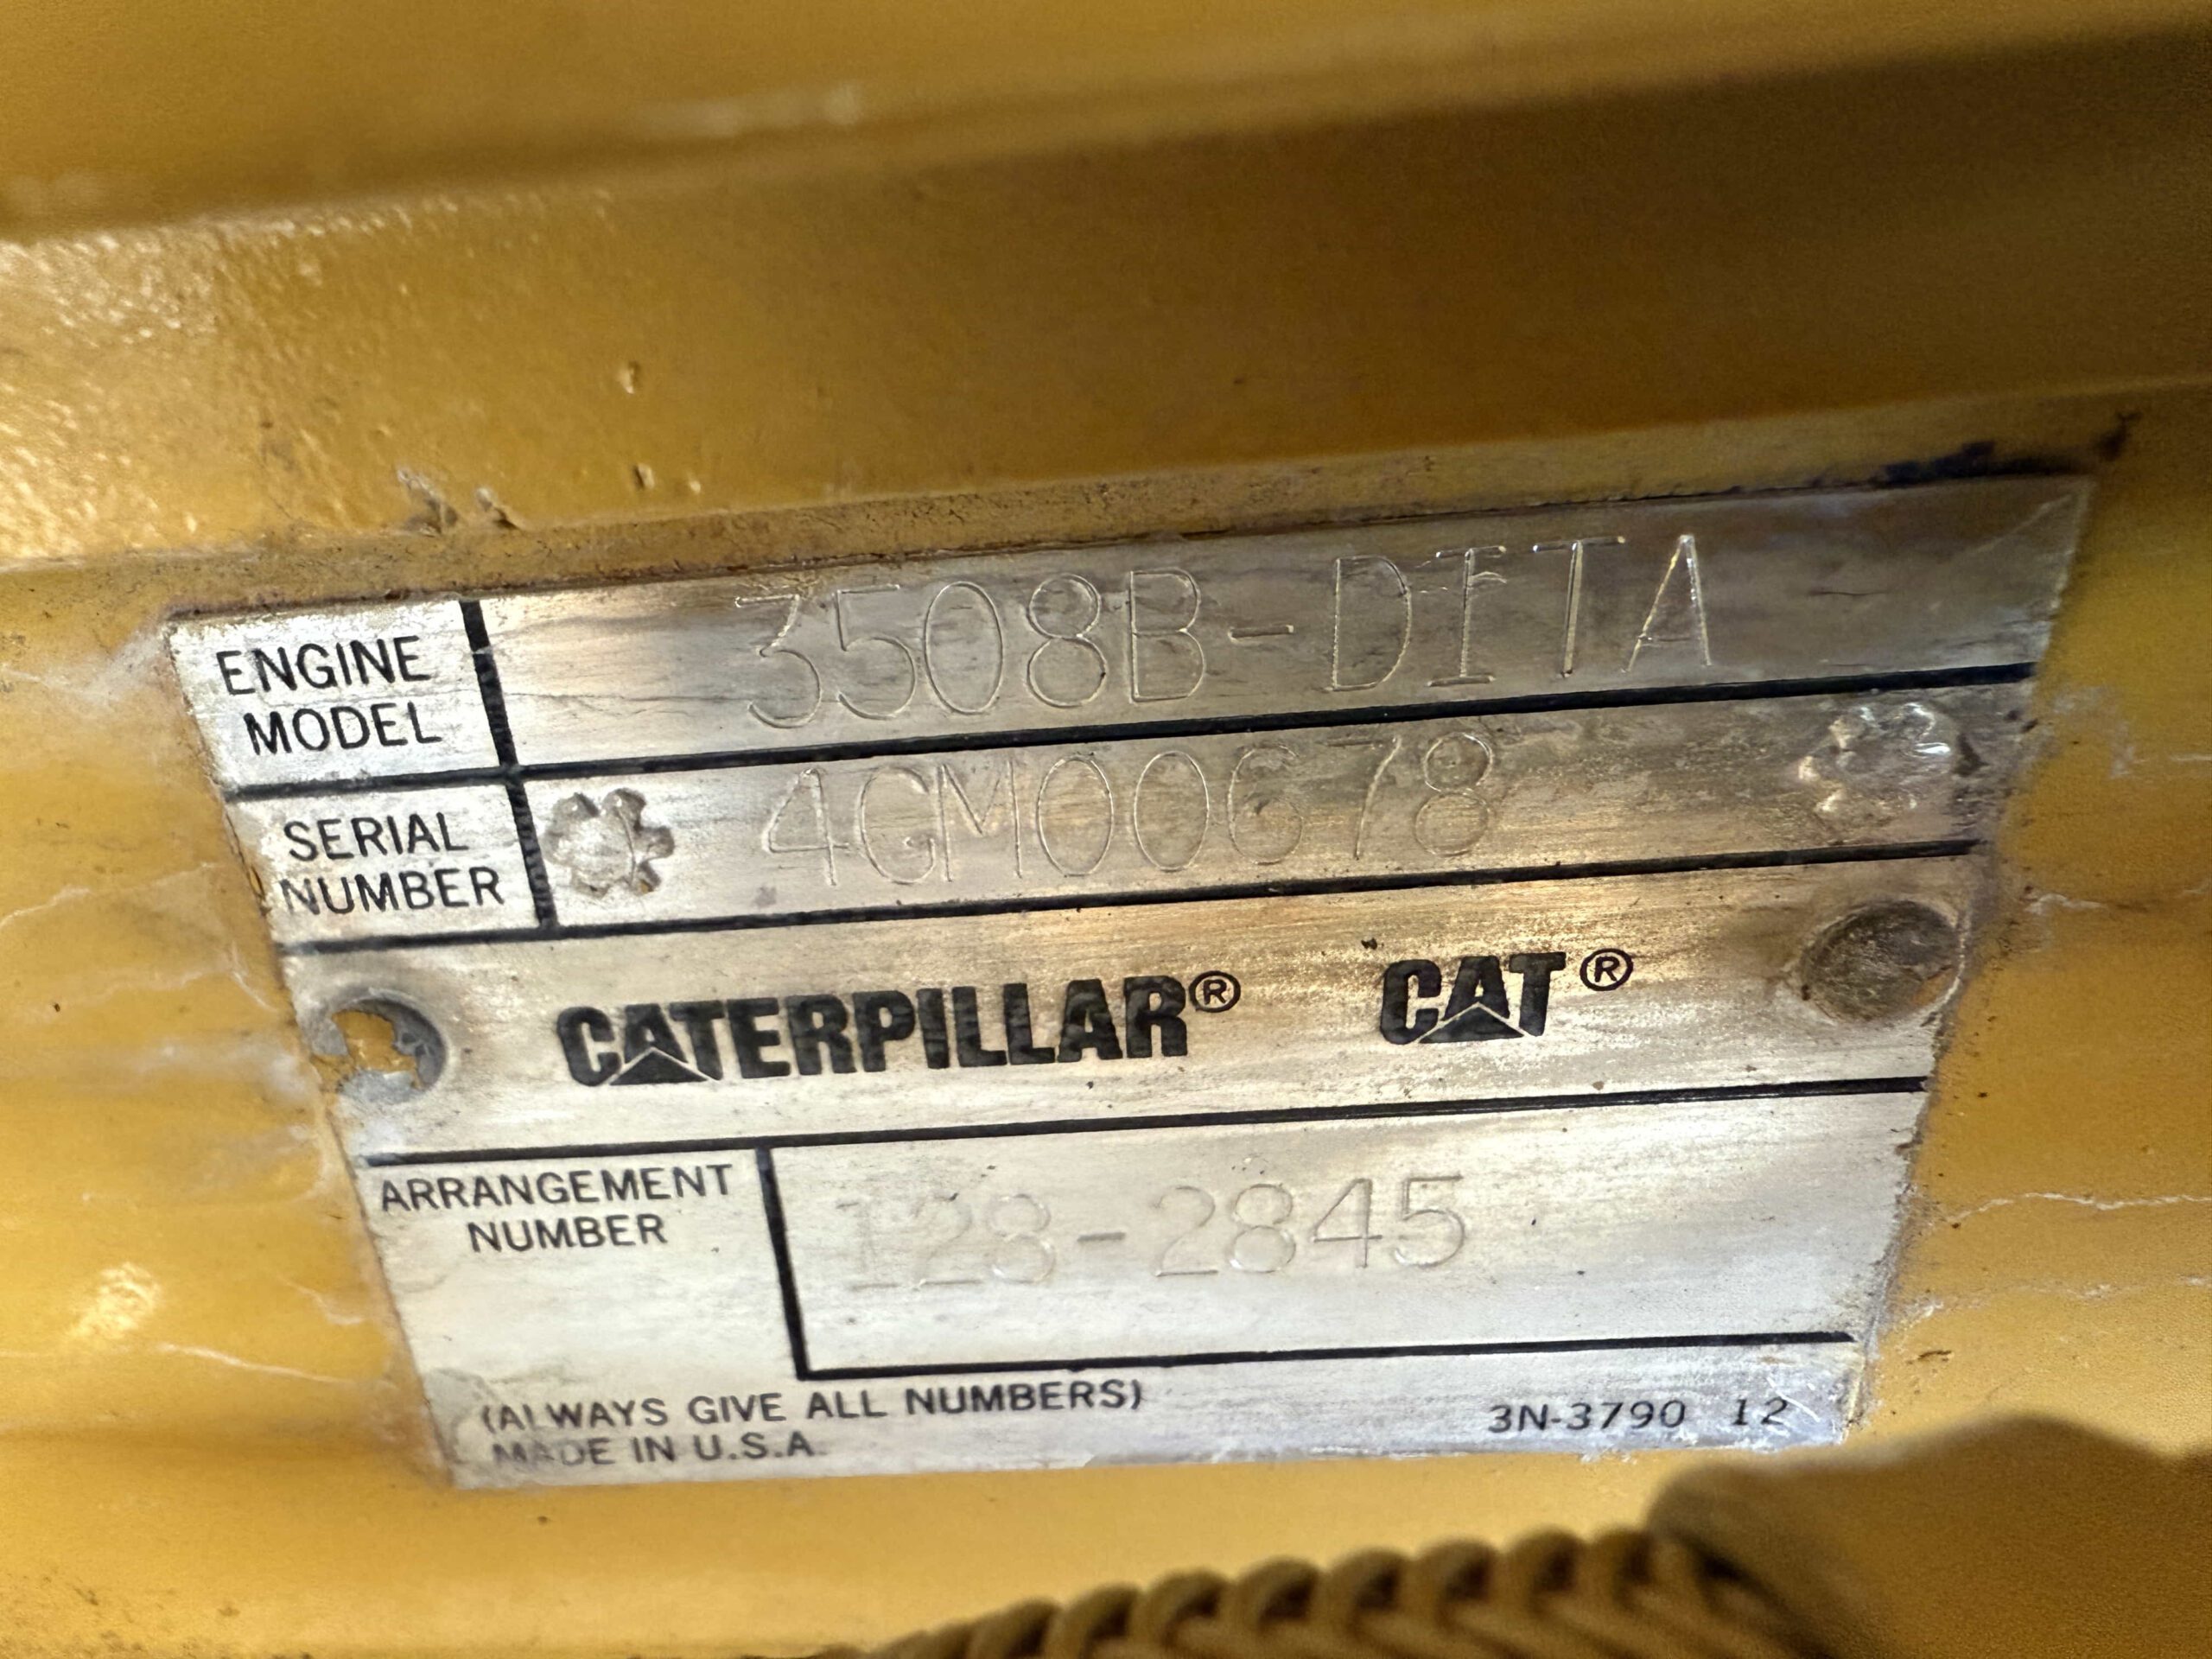 ENGINE MODEL 3508B-DITA
SERIAL NUMBER 4GM00678
CATERPILLAR® CAT®
ARRANGEMENT NUMBER 128-2845
(ALWAYS GIVE ALL NUMBERS)
MADE IN U.S.A. 3N-3790 12